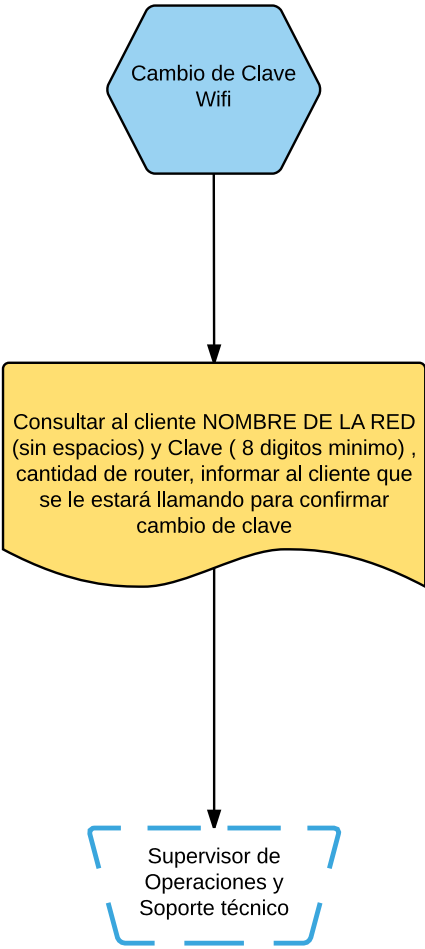 Cambio de Clave
Wifi
Consultar al cliente NOMBRE DE LA RED
(sin espacios) y Clave ( 8 digitos minimo) ,
cantidad de router, informar al cliente que
se le estará llamando para confirmar
cambio de clave
Supervisor de
Operaciones y
Soporte técnico